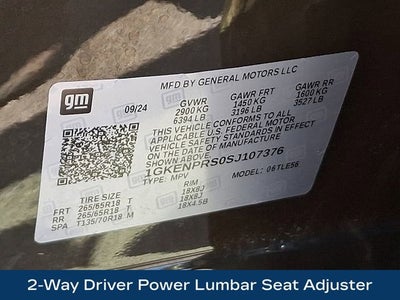 gm
MFD BY GENERAL MOTORS LLC
09/24 GVWR GAWR FRT GAWR RR
2900 KG 1450 KG 1600 KG
6394 LB 3196 LB 3527 LB
THIS VEHICLE CONFORMS TO ALL
APPLICABLE U.S. FEDERAL MOTOR
VEHICLE SAFETY STANDARDS IN EFFECT
ON THE DATE OF MANUFACTURE
SHOWN ABOVE.
1GKENPRS0SJ107376
TYPE: MPV MODEL: 06TLE56
TIRE SIZE RIM
FRT 265/65R18 T 18X8J
RR 265/65R18 T 18X8J
SPA T135/70R18 M 18X4.5B
2-Way Driver Power Lumbar Seat Adjuster